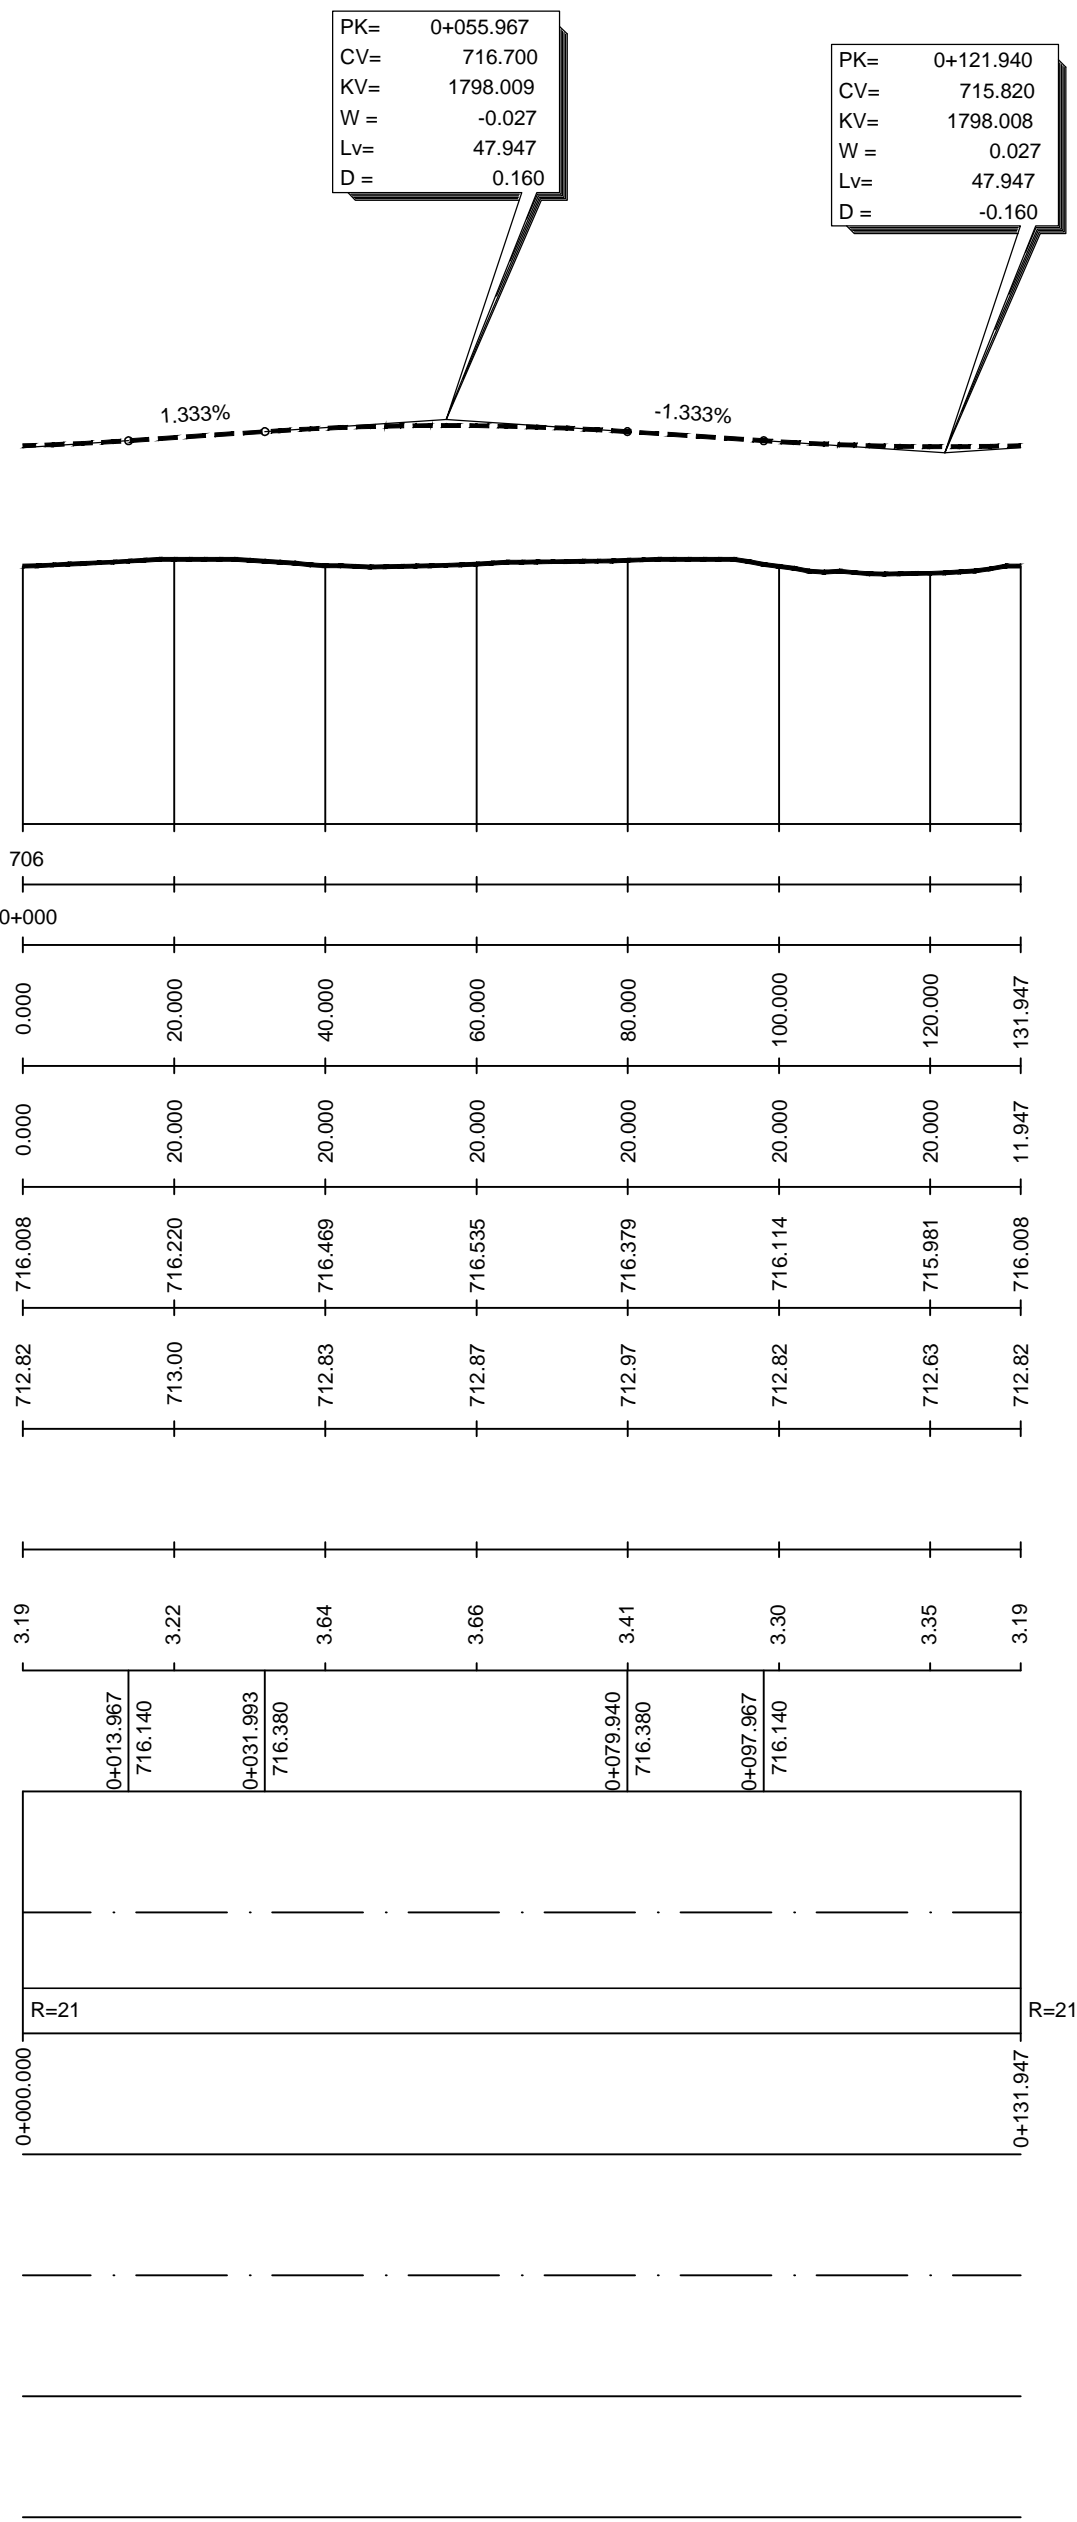 PK= 0+055.967
CV= 716.700
KV= 1798.009
W = -0.027
Lv= 47.947
D = 0.160
PK= 0+121.940
CV= 715.820
KV= 1798.008
W = 0.027
Lv= 47.947
D = -0.160
1.333% -1.333%
706
0+000
0.000 20.000 40.000 60.000 80.000 100.000 120.000 131.947
0.000 20.000 20.000 20.000 20.000 20.000 20.000 11.947
716.008 716.220 716.469 716.535 716.379 716.114 715.981 716.008
712.82 713.00 712.83 712.87 712.97 712.82 712.63 712.82
3.19 3.22 3.64 3.66 3.41 3.30 3.35 3.19
0+013.967
716.140
0+031.993
716.380
0+079.940
716.380
0+097.967
716.140
R=21 R=21
0+000.000 0+131.947